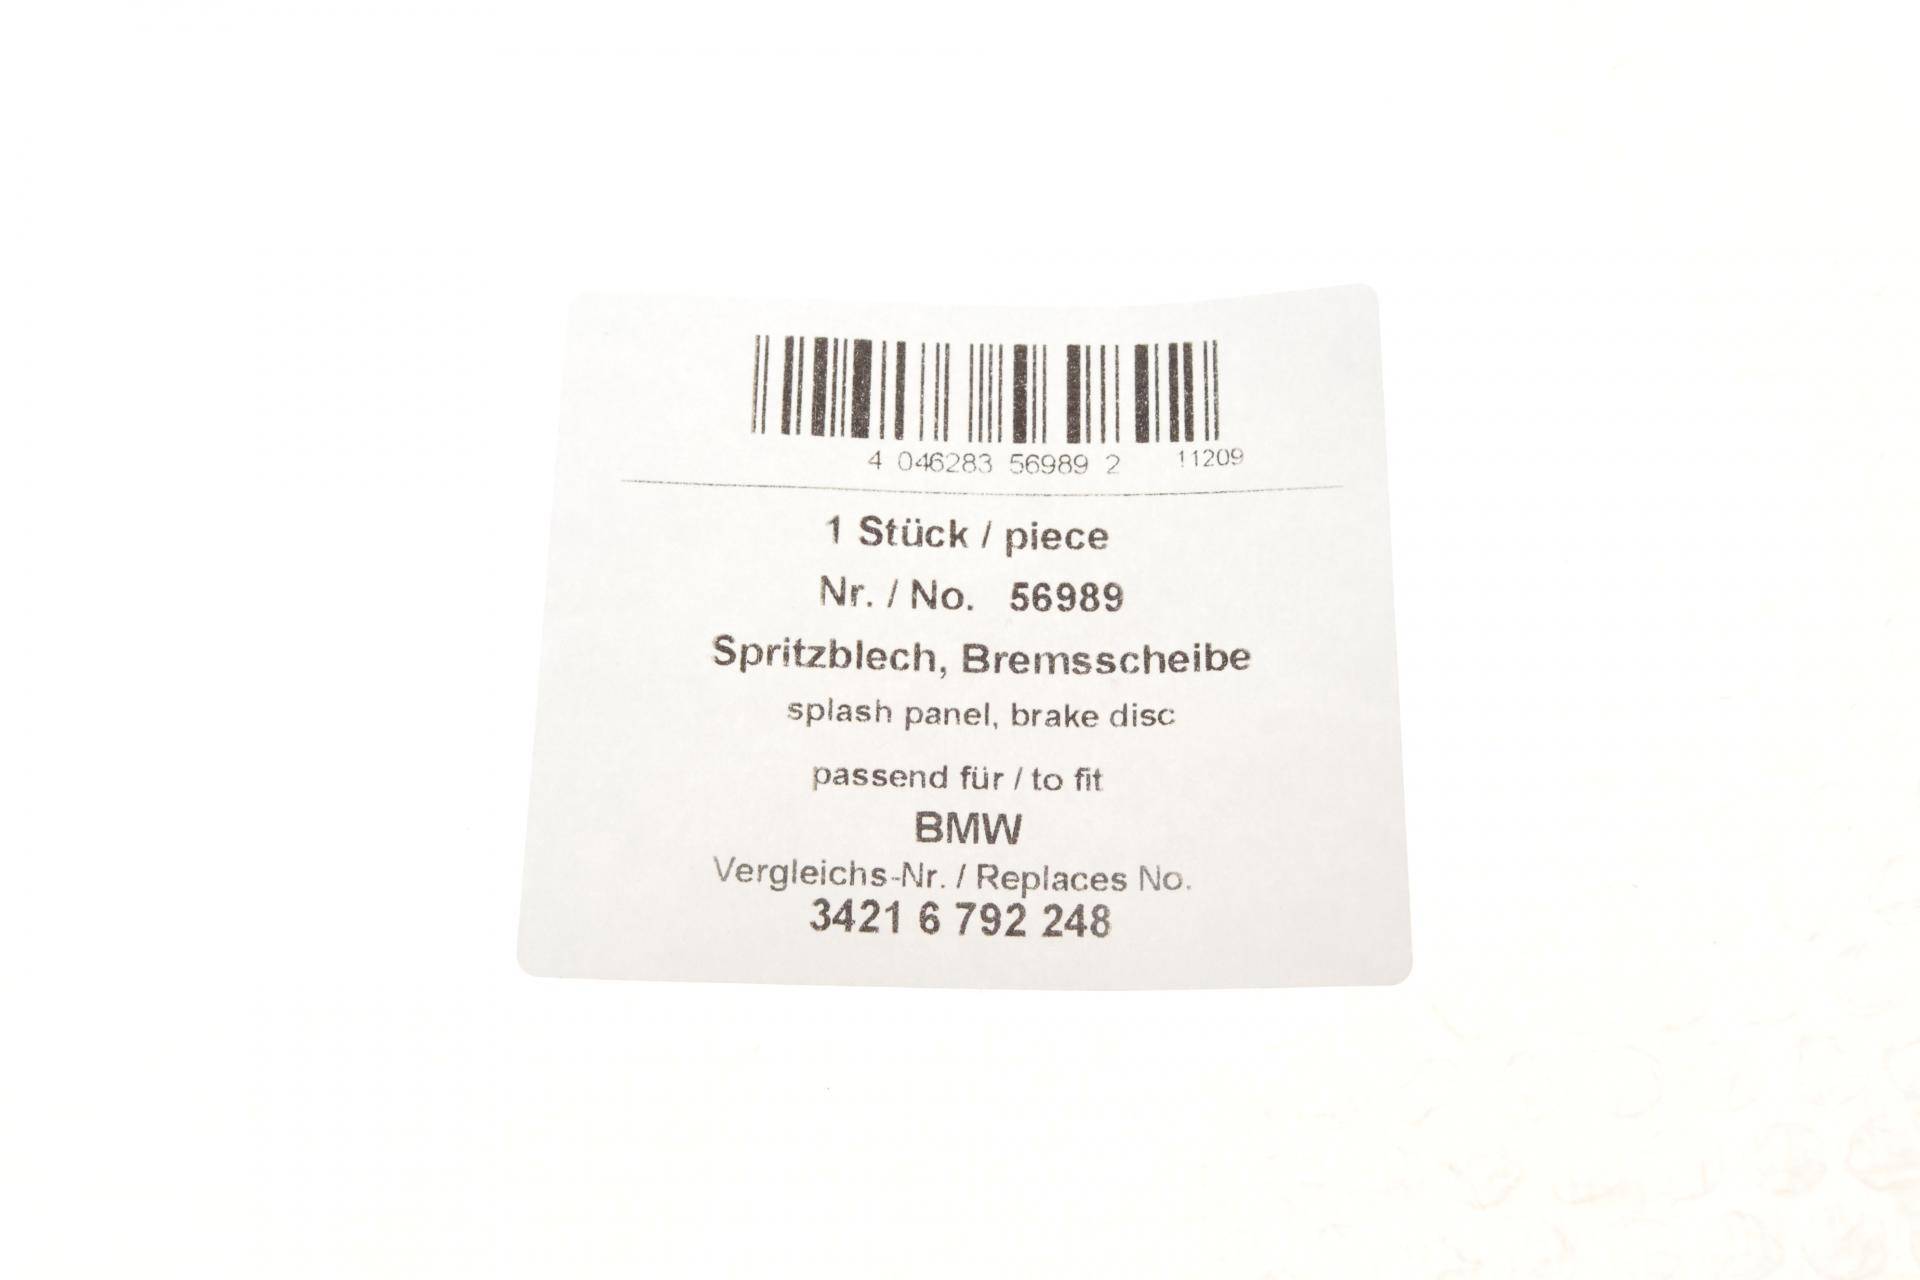 4 046283 56989 2 11209
1 Stück / piece
Nr. / No. 56989
Spritzblech, Bremsscheibe
splash panel, brake disc
passend für / to fit
BMW
Vergleichs-Nr. / Replaces No.
3421 6 792 248